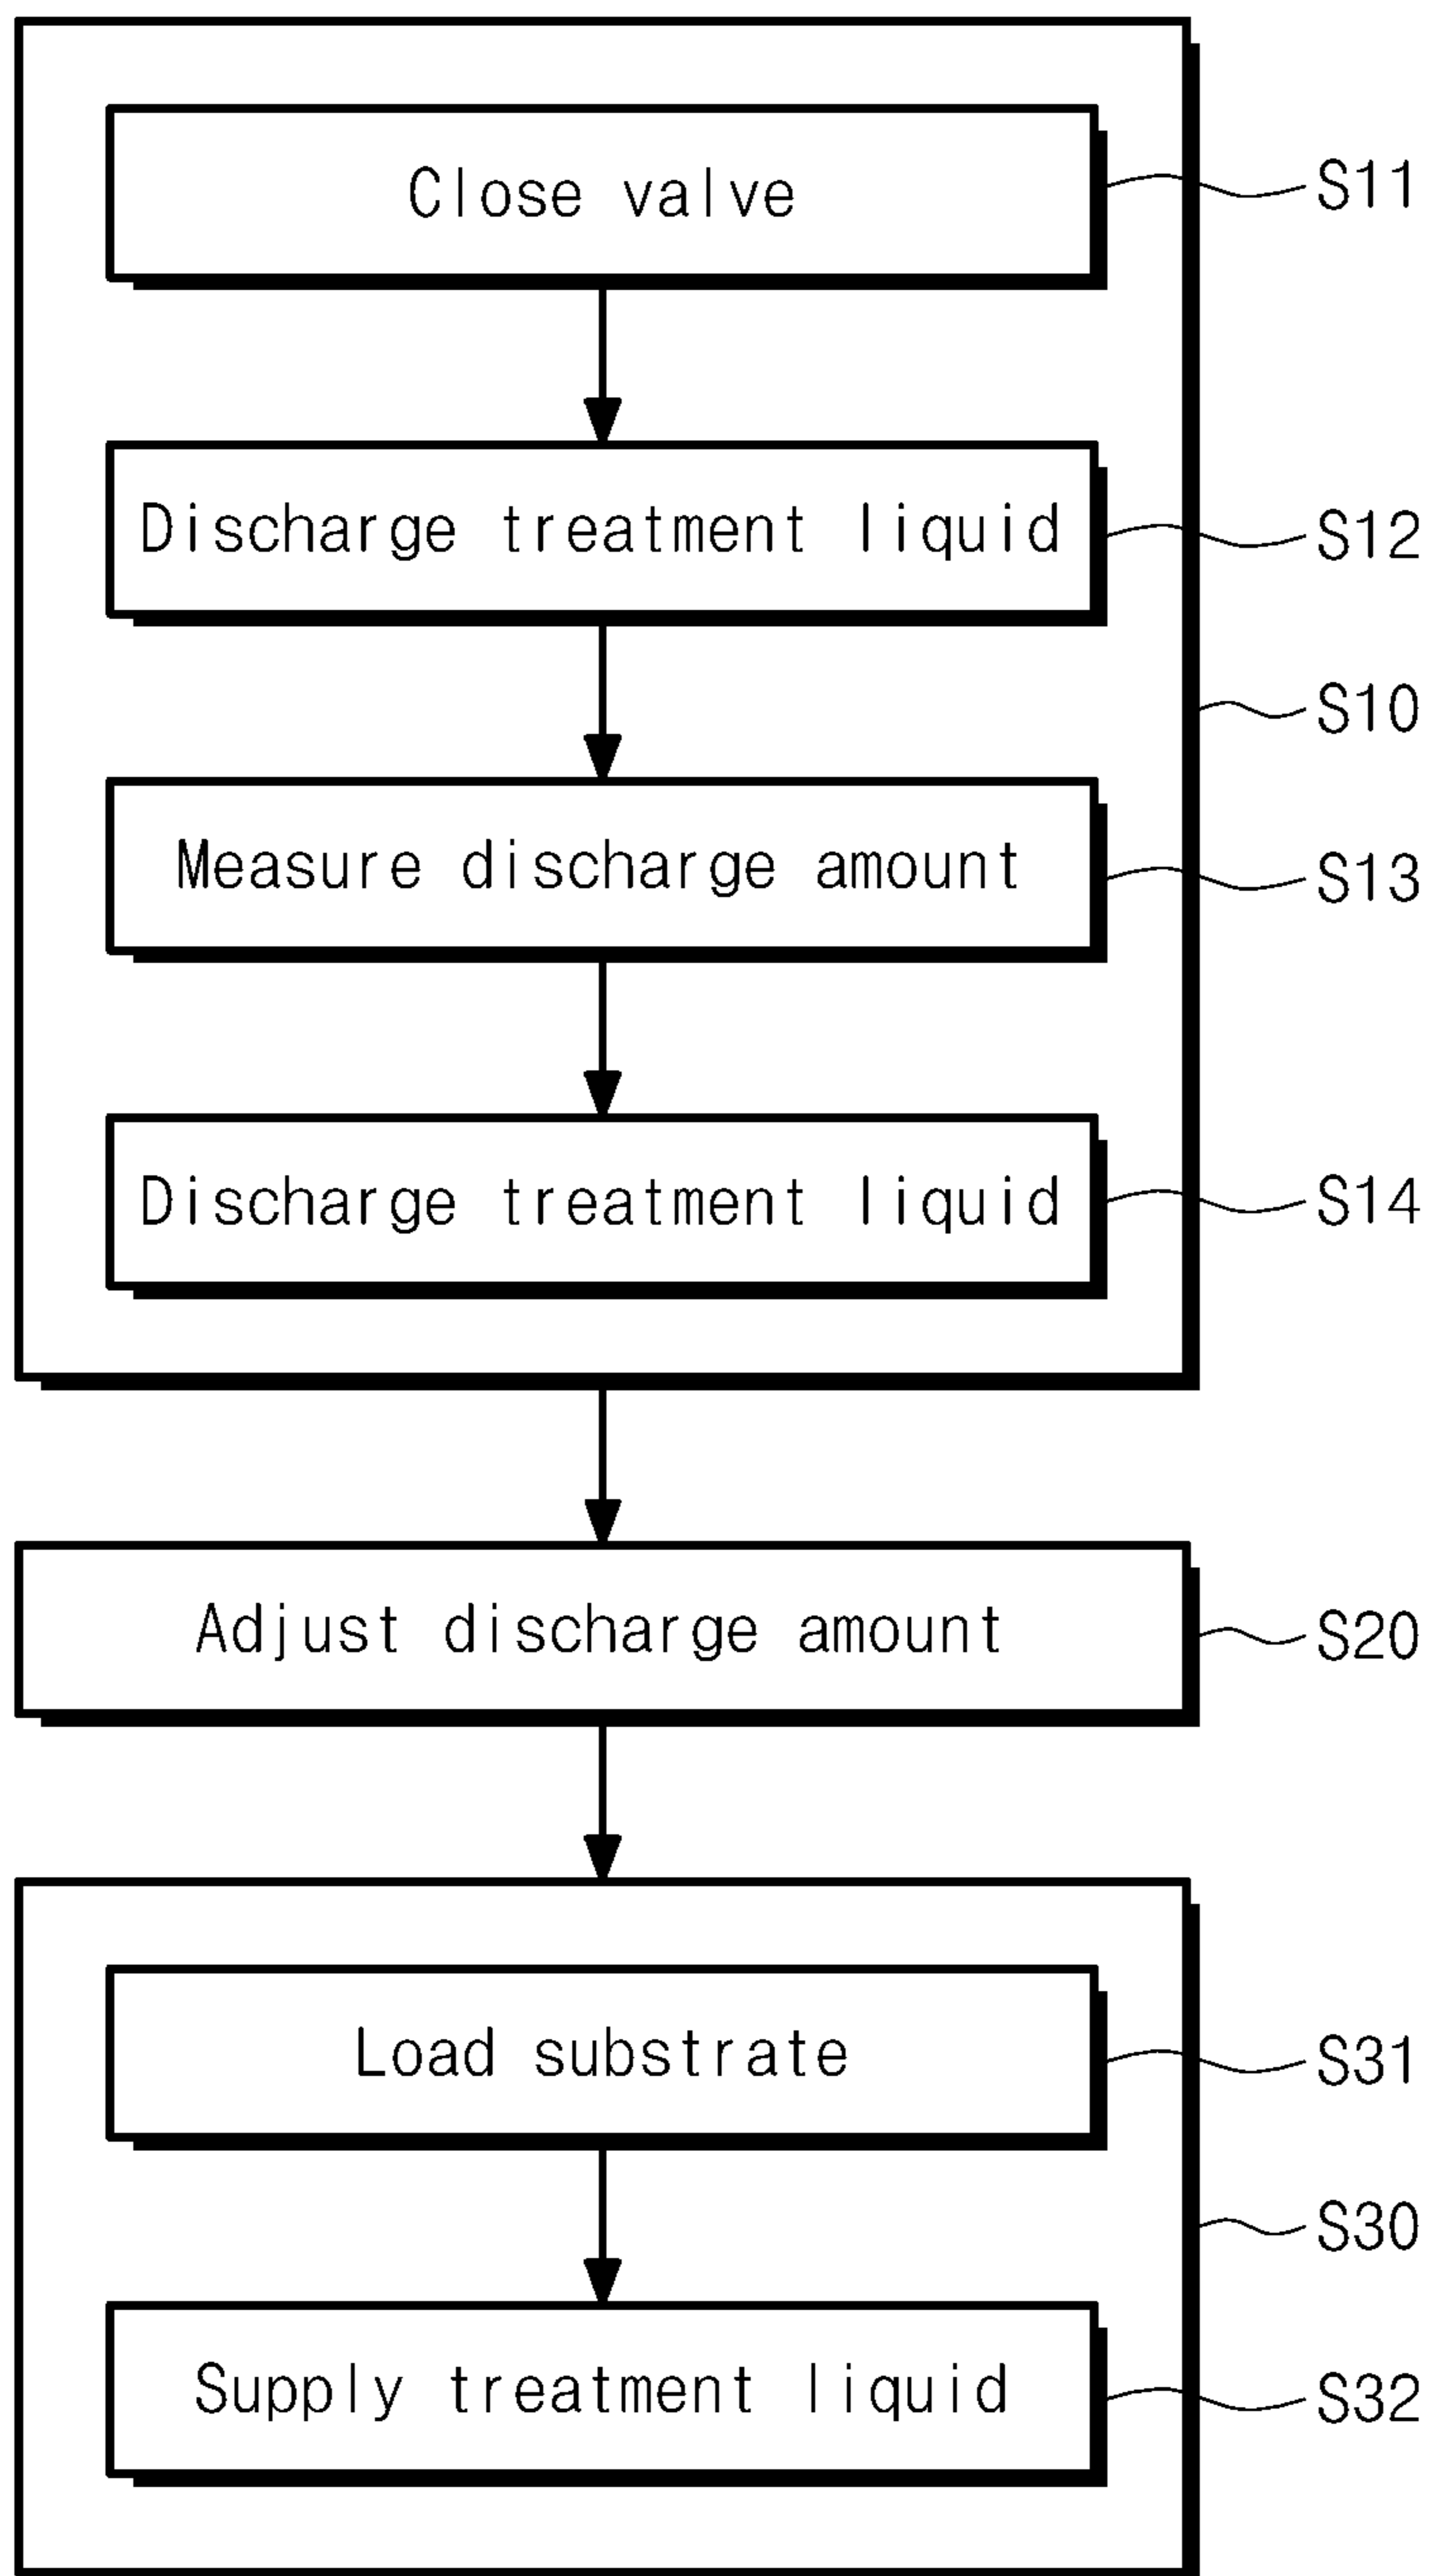 Close valve S11
Discharge treatment liquid S12
S10
Measure discharge amount S13
Discharge treatment liquid S14
Adjust discharge amount S20
Load substrate S31
S30
Supply treatment liquid S32